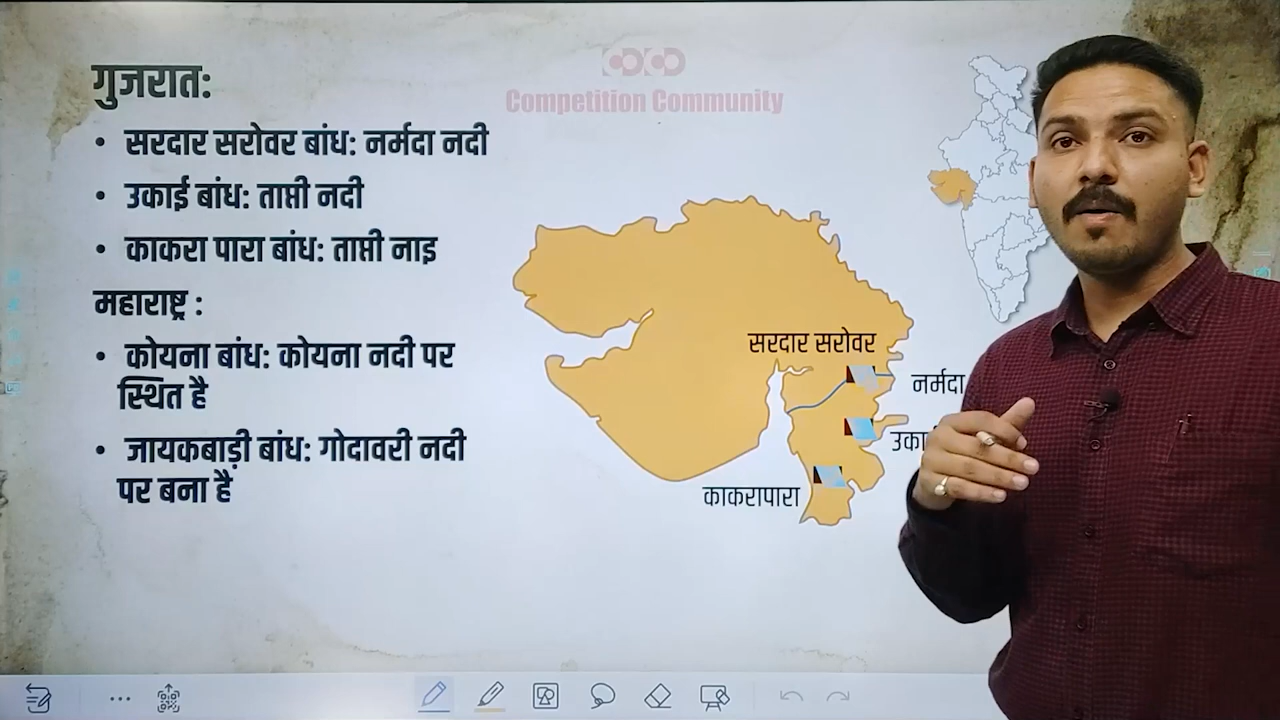 Competition Community
गुजरात:
• सरदार सरोवर बांध: नर्मदा नदी
• उकाई बांध: ताप्ती नदी
• काकरा पारा बांध: ताप्ती नाइ
महाराष्ट्र :
• कोयना बांध: कोयना नदी पर
स्थित है
• जायकबाड़ी बांध: गोदावरी नदी
पर बना है
सरदार सरोवर
नर्मदा
काकरापारा